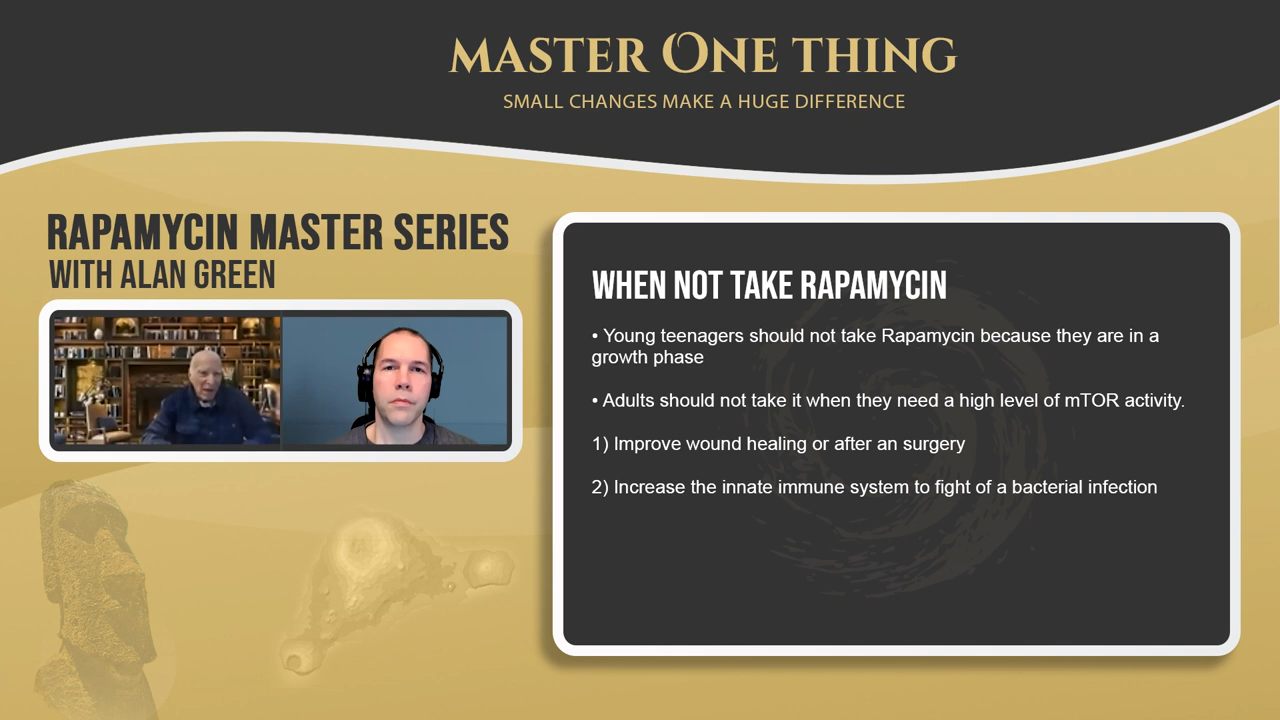 MASTER ONE THING
SMALL CHANGES MAKE A HUGE DIFFERENCE
RAPAMYCIN MASTER SERIES
WITH ALAN GREEN
WHEN NOT TAKE RAPAMYCIN
• Young teenagers should not take Rapamycin because they are in a
growth phase
• Adults should not take it when they need a high level of mTOR activity.
1) Improve wound healing or after an surgery
2) Increase the innate immune system to fight of a bacterial infection